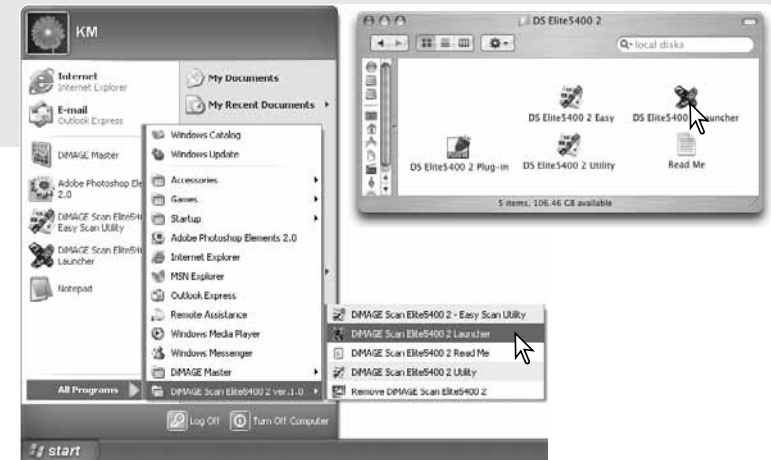 KM
Internet
Internet Explorer
E-mail
Outlook Express
DiMAGE Master
Adobe Photoshop Ele
2.0
DiMAGE Scan Elite54
Easy Scan Utility
DiMAGE Scan Elite54
Launcher
Notepad
All Programs
My Documents
My Recent Documents
Windows Catalog
Windows Update
Accessories
Games
Startup
Adobe Photoshop Elements 2.0
Internet Explorer
MSN Explorer
Outlook Express
Remote Assistance
Windows Media Player
Windows Messenger
DiMAGE Master
DiMAGE Scan Elite5400 2 ver.1.0
DiMAGE Scan Elite5400 2 - Easy Scan Utility
DiMAGE Scan Elite5400 2 Launcher
DiMAGE Scan Elite5400 2 Read Me
DiMAGE Scan Elite5400 2 Utility
Remove DiMAGE Scan Elite5400 2
Log Off
Turn Off Computer
start
DS Elite5400 2
local disks
DS Elite5400 2 Easy
DS Elite5400 2 Launcher
DS Elite5400 2 Plug-in
DS Elite5400 2 Utility
Read Me
5 items, 106.46 GB available